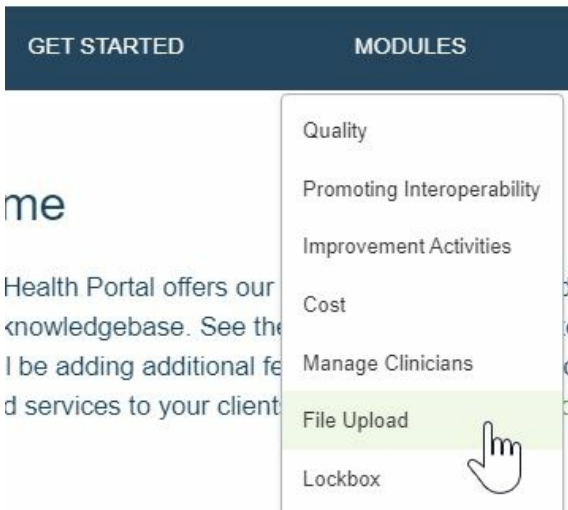 GET STARTED MODULES
Quality
Promoting Interoperability
me
Improvement Activities
Health Portal offers our
Cost
knowledgebase. See the
l be adding additional fe
Manage Clinicians
d services to your client
File Upload
Lockbox